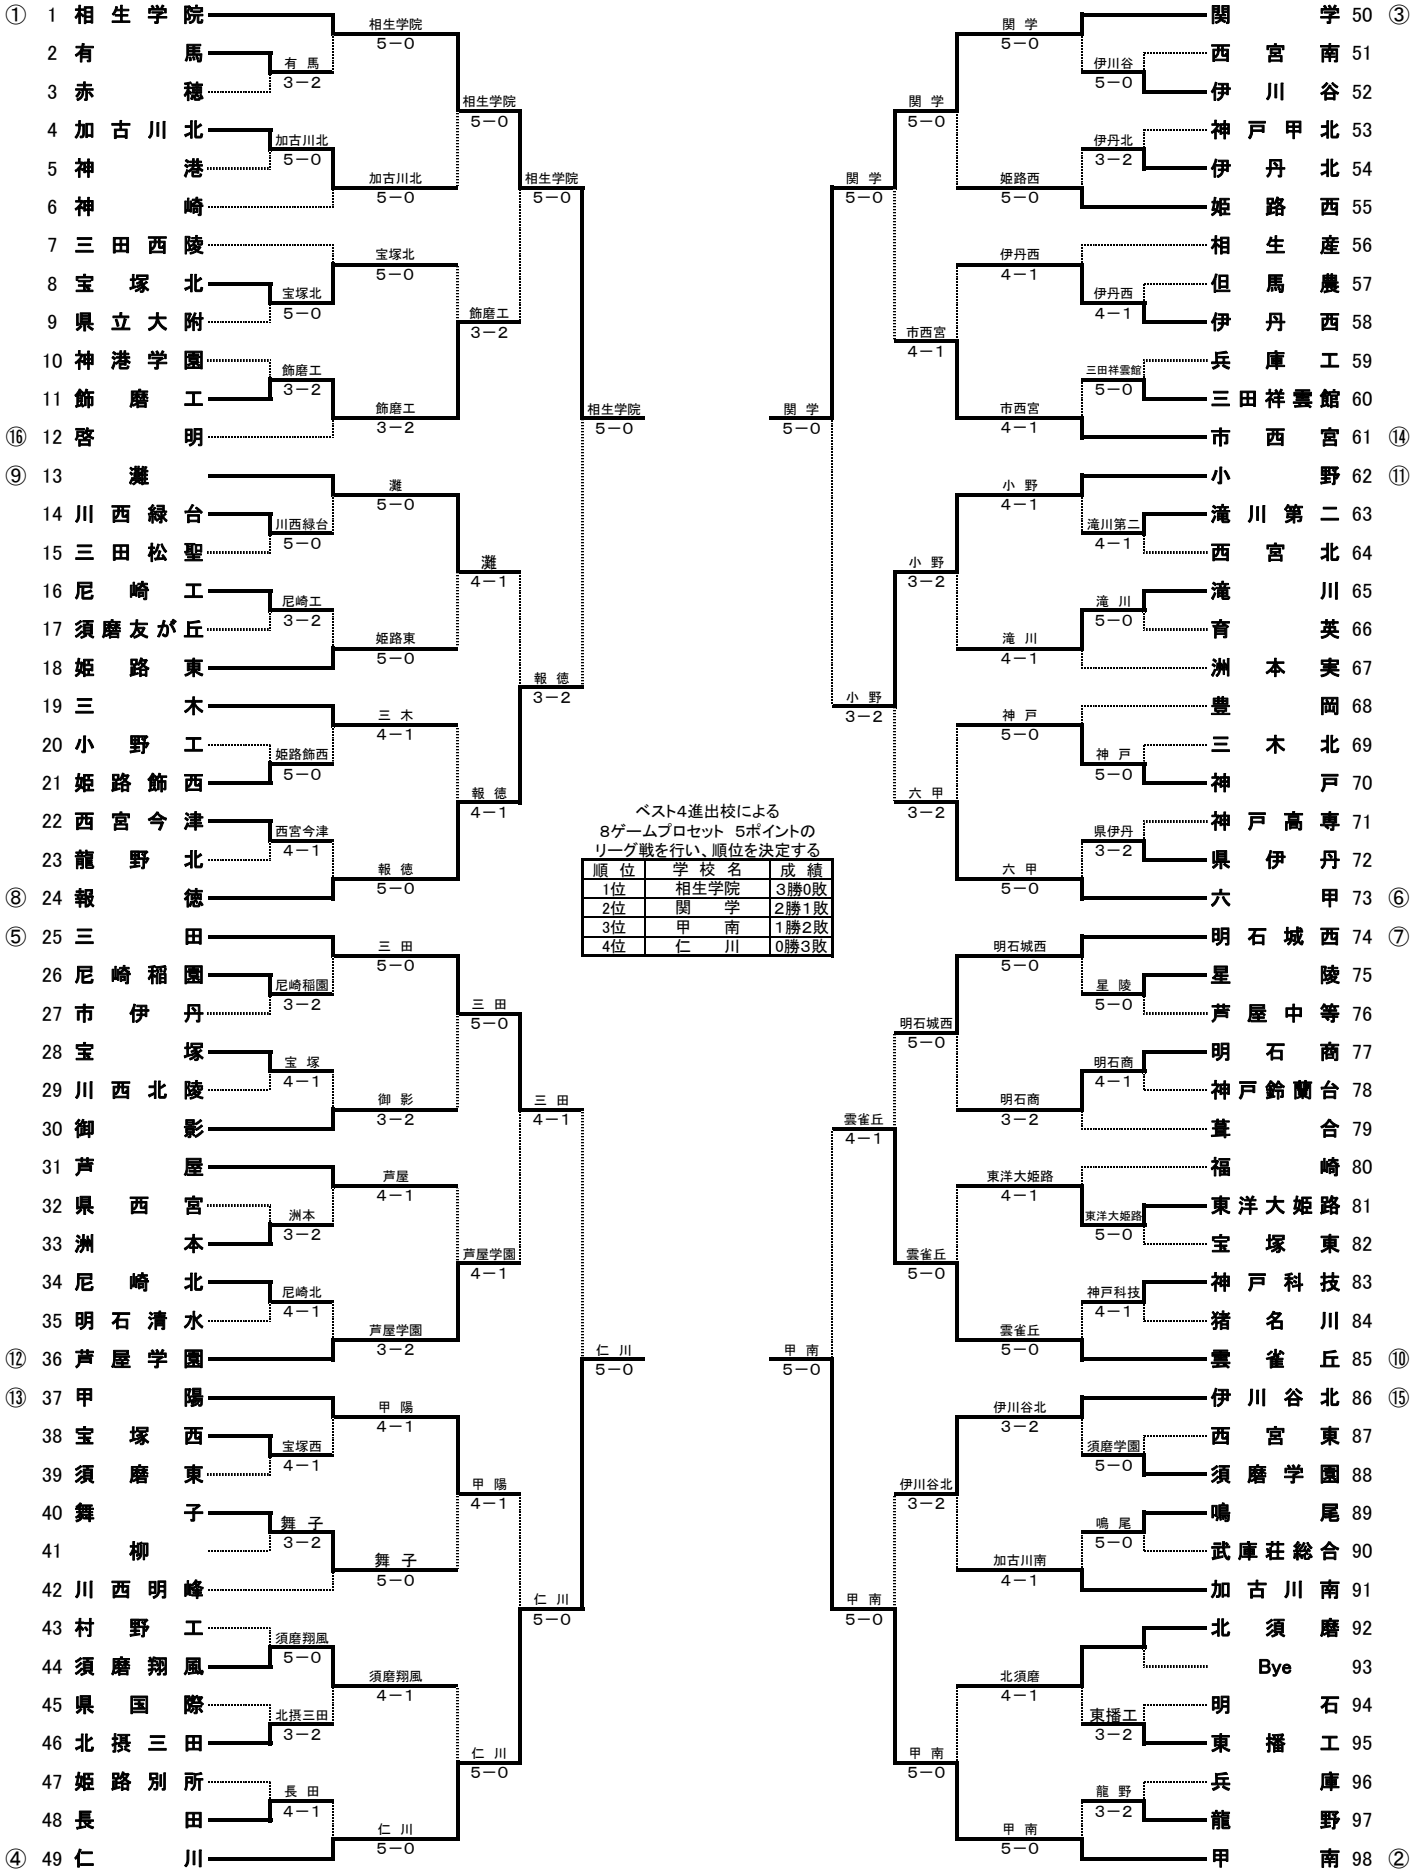 ① 1 相生学院
2 有馬
3 赤穂
4 加古川北
5 神港
6 神崎
7 三田西陵
8 宝塚北
9 県立大附
10 神港学園
11 飾磨工
⑯ 12 啓明
⑨ 13 灘
14 川西緑台
15 三田松聖
16 尼崎工
17 須磨友が丘
18 姫路東
19 三木
20 小野工
21 姫路飾西
22 西宮今津
23 龍野北
⑧ 24 報徳
⑤ 25 三田
26 尼崎稲園
27 市伊丹
28 宝塚
29 川西北陵
30 御影
31 芦屋
32 県西宮
33 洲本
34 尼崎北
35 明石清水
⑫ 36 芦屋学園
⑬ 37 甲陽
38 宝塚西
39 須磨東
40 舞子
41 柳
42 川西明峰
43 村野工
44 須磨翔風
45 県国際
46 北摂三田
47 姫路別所
48 長田
④ 49 仁川
有馬
3-2
加古川北
5-0
宝塚北
5-0
飾磨工
3-2
川西緑台
5-0
尼崎工
3-2
姫路飾西
5-0
西宮今津
4-1
尼崎稲園
3-2
宝塚
4-1
洲本
3-2
尼崎北
4-1
宝塚西
4-1
舞子
3-2
須磨翔風
5-0
北摂三田
3-2
長田
4-1
相生学院
5-0
加古川北
5-0
宝塚北
5-0
飾磨工
3-2
灘
5-0
姫路東
5-0
三木
4-1
報徳
5-0
三田
5-0
御影
3-2
芦屋
4-1
芦屋学園
3-2
甲陽
4-1
舞子
5-0
須磨翔風
4-1
仁川
5-0
相生学院
5-0
飾磨工
3-2
灘
4-1
報徳
4-1
三田
5-0
芦屋学園
4-1
甲陽
4-1
仁川
5-0
相生学院
5-0
報徳
3-2
三田
4-1
仁川
5-0
相生学院
5-0
仁川
5-0
ベスト4進出校による
8ゲームプロセット 5ポイントの
リーグ戦を行い、順位を決定する
順位 学校名 成績
1位 相生学院 3勝0敗
2位 関学 2勝1敗
3位 甲南 1勝2敗
4位 仁川 0勝3敗
関学
5-0
甲南
5-0
関学
5-0
小野
3-2
雲雀丘
4-1
甲南
5-0
関学
5-0
市西宮
4-1
小野
3-2
六甲
3-2
明石城西
5-0
雲雀丘
5-0
伊川谷北
3-2
甲南
5-0
関学
5-0
姫路西
5-0
伊丹西
4-1
市西宮
4-1
小野
4-1
滝川
4-1
神戸
5-0
六甲
5-0
明石城西
5-0
明石商
3-2
東洋大姫路
4-1
雲雀丘
5-0
伊川谷北
3-2
加古川南
4-1
北須磨
4-1
甲南
5-0
伊川谷
5-0
伊丹北
3-2
伊丹西
4-1
三田祥雲館
5-0
滝川第二
4-1
滝川
5-0
神戸
5-0
県伊丹
3-2
星陵
5-0
明石商
4-1
東洋大姫路
5-0
神戸科技
4-1
須磨学園
5-0
鳴尾
5-0
東播工
3-2
龍野
3-2
関学 50 ③
西宮南 51
伊川谷 52
神戸甲北 53
伊丹北 54
姫路西 55
相生産 56
但馬農 57
伊丹西 58
兵庫工 59
三田祥雲館 60
市西宮 61 ⑭
小野 62 ⑪
滝川第二 63
西宮北 64
滝川 65
育英 66
洲本実 67
豊岡 68
三木北 69
神戸 70
神戸高専 71
県伊丹 72
六甲 73 ⑥
明石城西 74 ⑦
星陵 75
芦屋中等 76
明石商 77
神戸鈴蘭台 78
葺合 79
福崎 80
東洋大姫路 81
宝塚東 82
神戸科技 83
猪名川 84
雲雀丘 85 ⑩
伊川谷北 86 ⑮
西宮東 87
須磨学園 88
鳴尾 89
武庫荘総合 90
加古川南 91
北須磨 92
Bye 93
明石 94
東播工 95
兵庫 96
龍野 97
甲南 98 ②